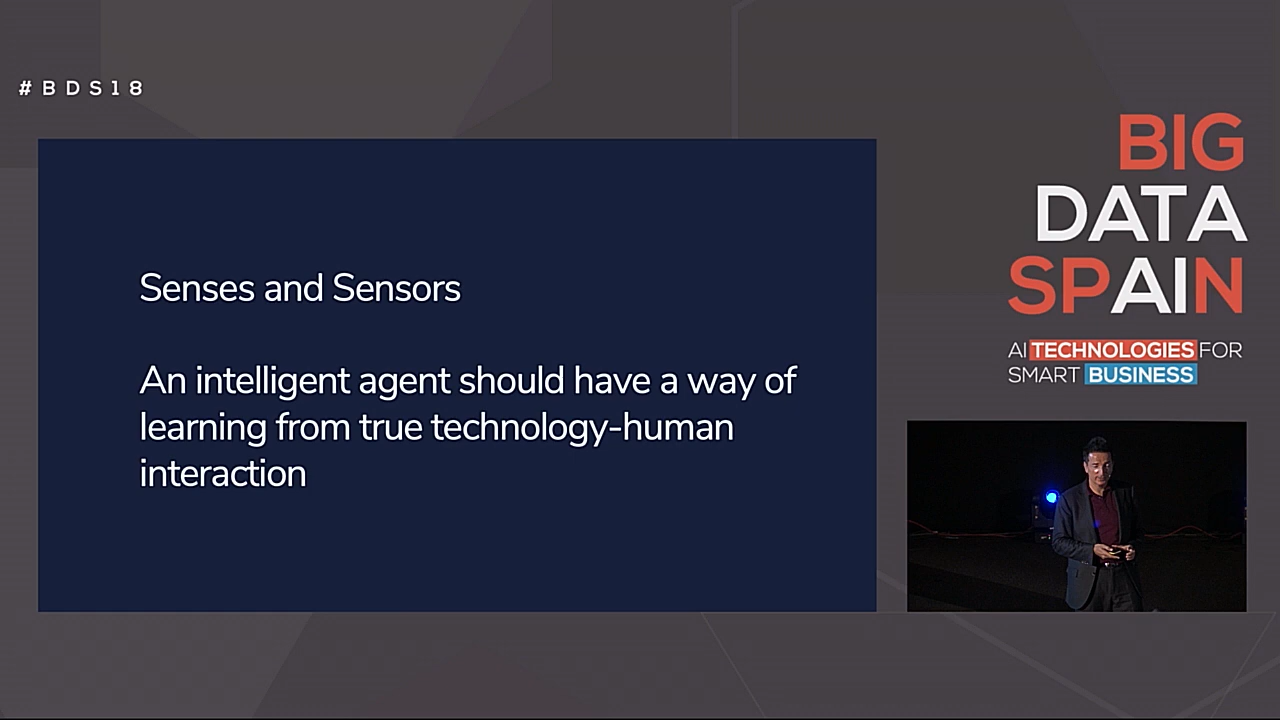 #BDS18
Senses and Sensors
An intelligent agent should have a way of
learning from true technology-human
interaction
BIG
DATA
SPAIN
AI TECHNOLOGIES FOR
SMART BUSINESS